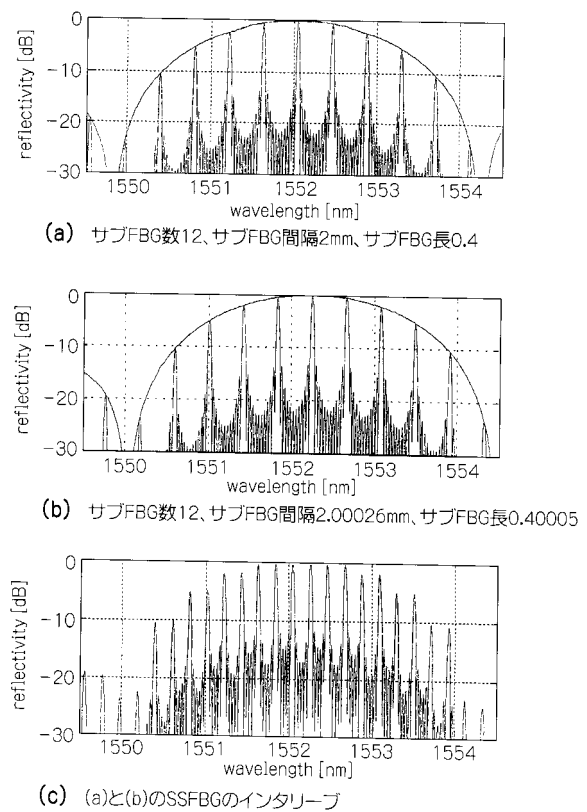 reflectivity [dB]
0
-10
-20
-30
1550 1551 1552 1553 1554
wavelength [nm]
(a) サブFBG数12、サブFBG間隔2mm、サブFBG長0.4
reflectivity [dB]
0
-10
-20
-30
1550 1551 1552 1553 1554
wavelength [nm]
(b) サブFBG数12、サブFBG間隔2.00026mm、サブFBG長0.40005
reflectivity [dB]
0
-10
-20
-30
1550 1551 1552 1553 1554
wavelength [nm]
(c) (a)と(b)のSSFBGのインタリーブ